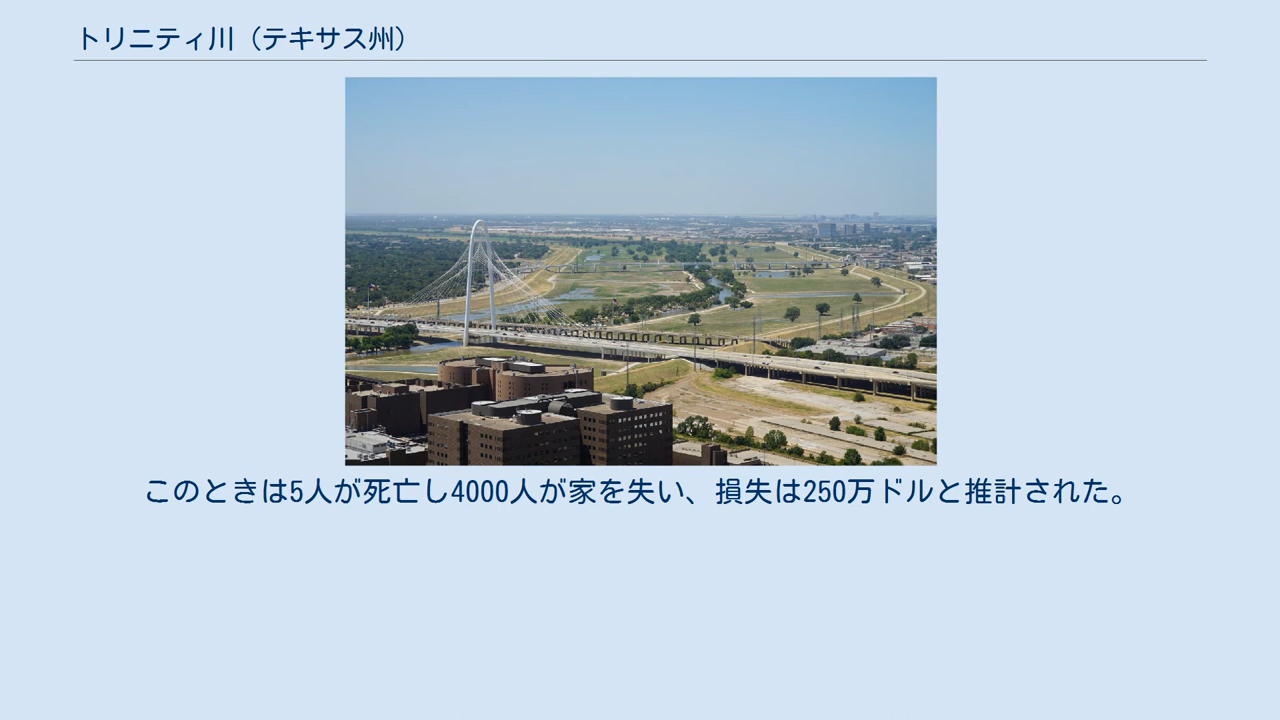 トリニティ川（テキサス州）
このときは5人が死亡し4000人が家を失い、損失は250万ドルと推計された。